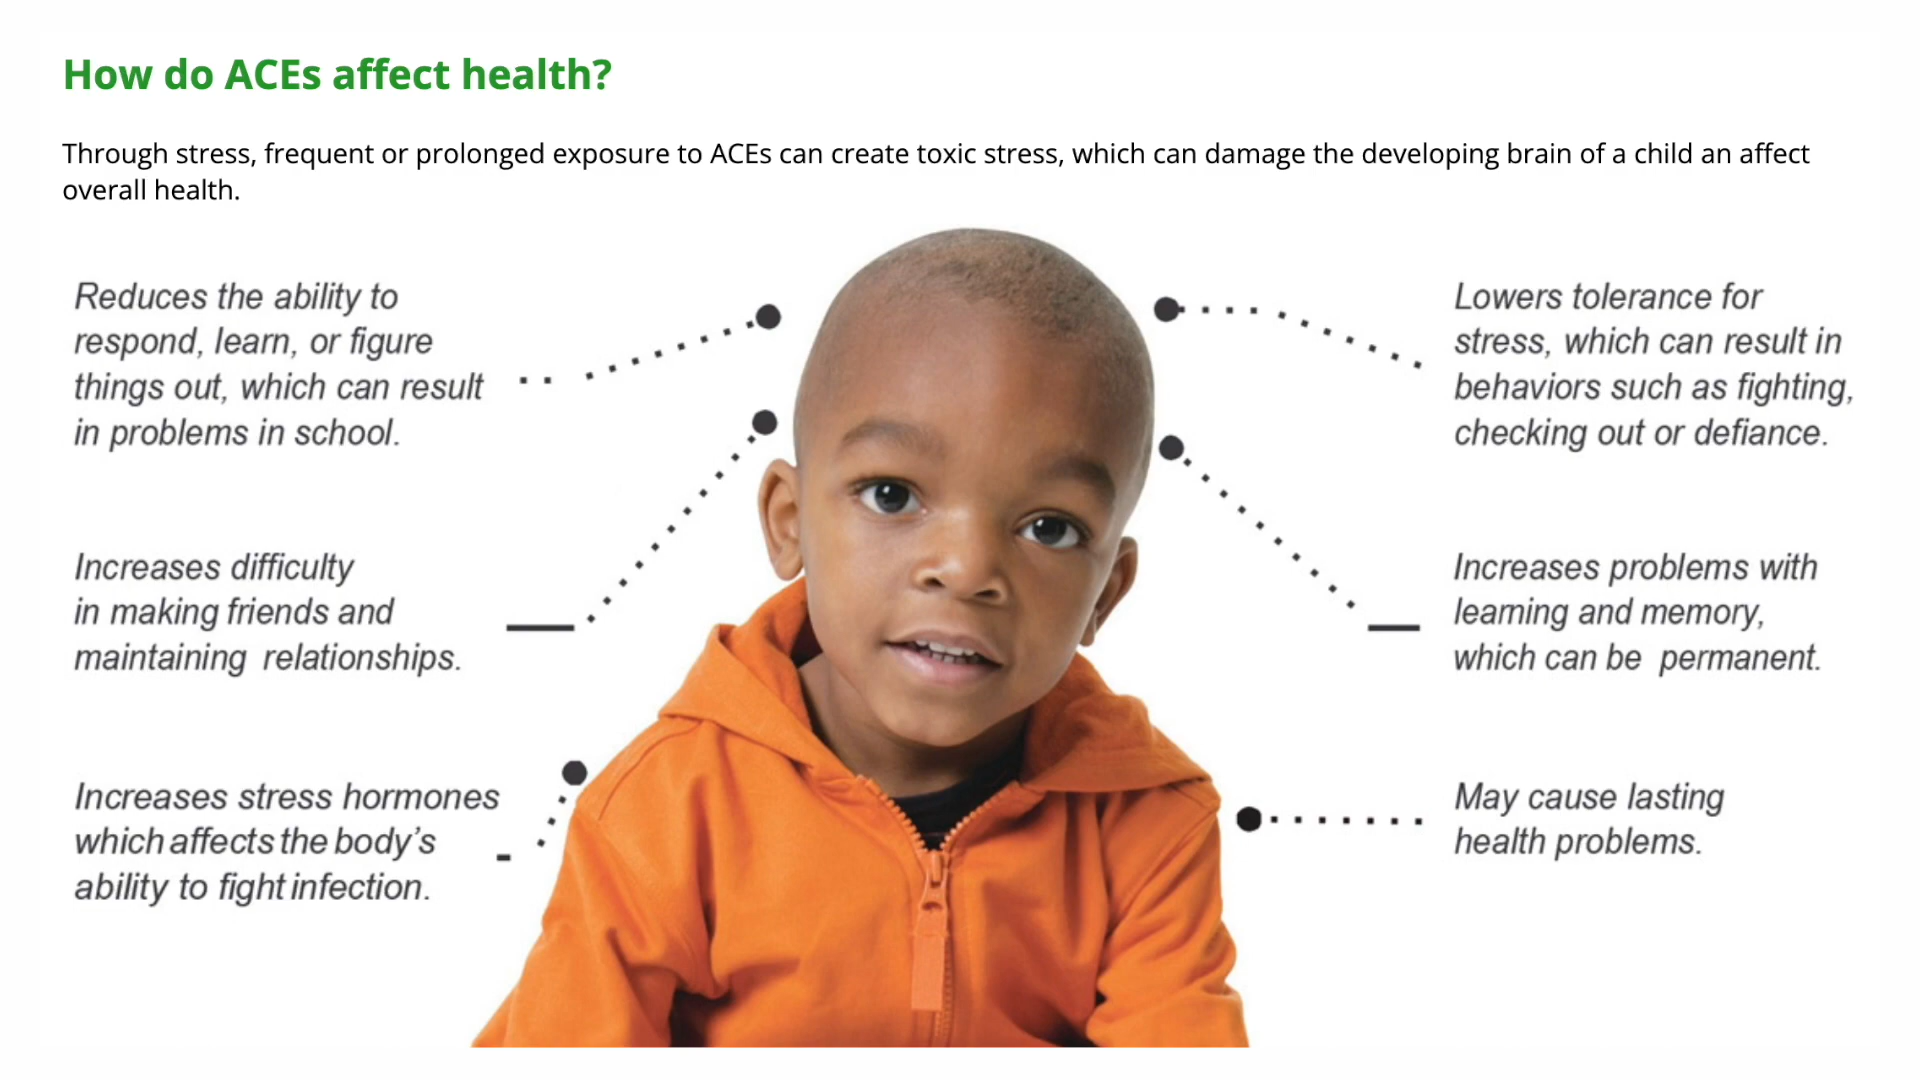 How do ACEs affect health?
Through stress, frequent or prolonged exposure to ACEs can create toxic stress, which can damage the developing brain of a child an affect
overall health.
Reduces the ability to
respond, learn, or figure
things out, which can result
in problems in school.
Increases difficulty
in making friends and
maintaining relationships.
Increases stress hormones
which affects the body's
ability to fight infection.
Lowers tolerance for
stress, which can result in
behaviors such as fighting,
checking out or defiance.
Increases problems with
learning and memory,
which can be permanent.
May cause lasting
health problems.